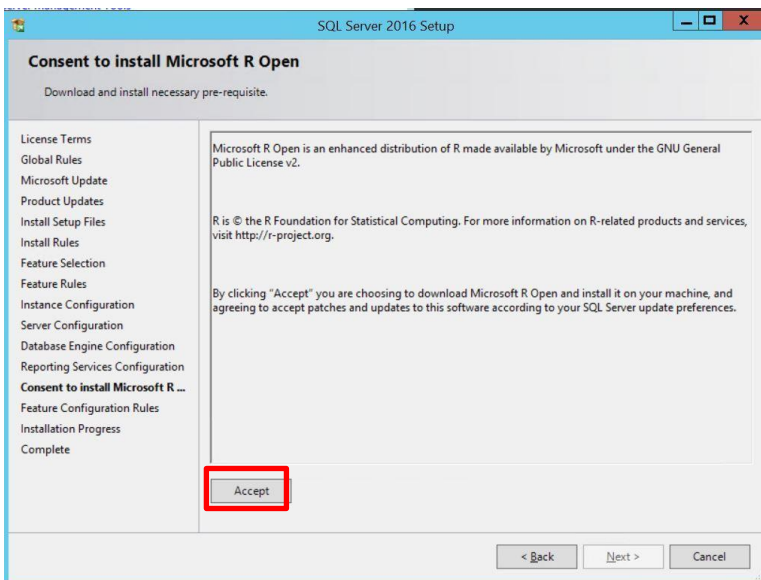 SQL Server 2016 Setup
Consent to install Microsoft R Open
Download and install necessary pre-requisite.
License Terms
Global Rules
Microsoft Update
Product Updates
Install Setup Files
Install Rules
Feature Selection
Feature Rules
Instance Configuration
Server Configuration
Database Engine Configuration
Reporting Services Configuration
Consent to install Microsoft R ...
Feature Configuration Rules
Installation Progress
Complete
Microsoft R Open is an enhanced distribution of R made available by Microsoft under the GNU General
Public License v2.
R is © the R Foundation for Statistical Computing. For more information on R-related products and services,
visit http://r-project.org.
By clicking "Accept" you are choosing to download Microsoft R Open and install it on your machine, and
agreeing to accept patches and updates to this software according to your SQL Server update preferences.
Accept
< Back
Next >
Cancel